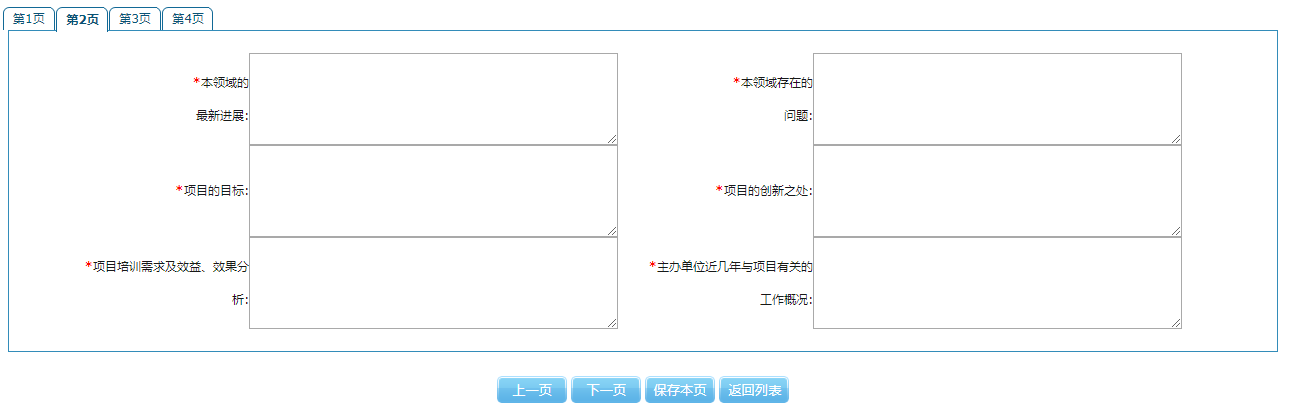 第1页 第2页 第3页 第4页
*本领域的
最新进展:
*本领域存在的
问题:
*项目的目标:
*项目的创新之处:
*项目培训需求及效益、效果分
析:
*主办单位近几年与项目有关的
工作概况:
上一页 下一页 保存本页 返回列表